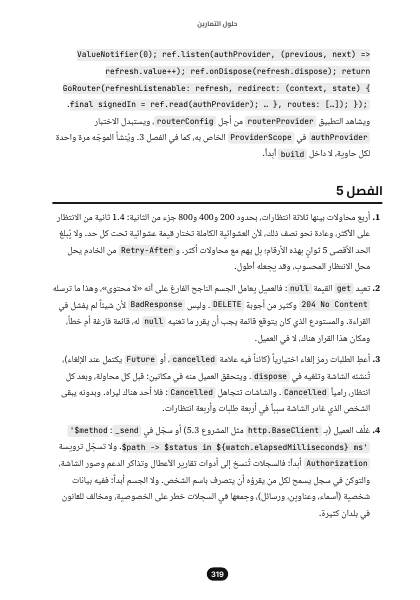 حلول التمارين
ValueNotifier(0); ref.listen(authProvider, (previous, next) =>
refresh.value++); ref.onDispose(refresh.dispose); return
GoRouter(refreshListenable: refresh, redirect: (context, state) {
final signedIn = ref.read(authProvider); … }, routes: […]); });.
ويشاهد التطبيق routerProvider من أجل routerConfig، ويستبدل الاختبار
authProvider في ProviderScope الخاص به، كما في الفصل 3. ويُنشأ الموجّه مرة واحدة
لكل حاوية، لا داخل build أبداً.
الفصل 5
1. أربع محاولات بينها ثلاثة انتظارات، بحدود 200 و400 و800 جزء من الثانية: 1.4 ثانية من الانتظار
على الأكثر، وعادة نحو نصف ذلك، لأن العشوائية الكاملة تختار قيمة عشوائية تحت كل حد. ولا يُبلغ
الحد الأقصى 5 ثوانٍ بهذه الأرقام؛ بل يهم مع محاولات أكثر. و Retry-After من الخادم يحل
محل الانتظار المحسوب، وقد يجعله أطول.
2. تعيد get القيمة null: فالعميل يعامل الجسم الناجح الفارغ على أنه «لا محتوى»، وهذا ما ترسله
204 No Content وكثير من أجوبة DELETE. وليس BadResponse لأن شيئاً لم يفشل في
القراءة. والمستودع الذي كان يتوقع قائمة يجب أن يقرر ما تعنيه null له، قائمة فارغة أم خطأ،
ومكان هذا القرار هناك، لا في العميل.
3. أعطِ الطلبات رمز إلغاء اختيارياً (كائناً فيه علامة cancelled، أو Future يكتمل عند الإلغاء)،
تُنشئه الشاشة وتلغيه في dispose. ويتحقق العميل منه في مكانين: قبل كل محاولة، وبعد كل
انتظار، رامياً Cancelled. والشاشات تتجاهل Cancelled: فلا أحد هناك ليراه. وبدونه يبقى
الشخص الذي غادر الشاشة سبباً في أربعة طلبات وأربعة انتظارات.
4. غلّف العميل (بـ http.BaseClient مثل المشروع 5.3) أو سجّل في _send: '$method
$path -> $status in ${watch.elapsedMilliseconds} ms'. ولا تسجّل ترويسة
Authorization أبداً: فالسجلات تُنسخ إلى أدوات تقارير الأعطال وتذاكر الدعم وصور الشاشة،
والتوكن في سجل يسمح لكل من يقرؤه أن يتصرف باسم الشخص. ولا الجسم أبداً: ففيه بيانات
شخصية (أسماء، وعناوين، ورسائل)، وجمعها في السجلات خطر على الخصوصية، ومخالف للقانون
في بلدان كثيرة.
319